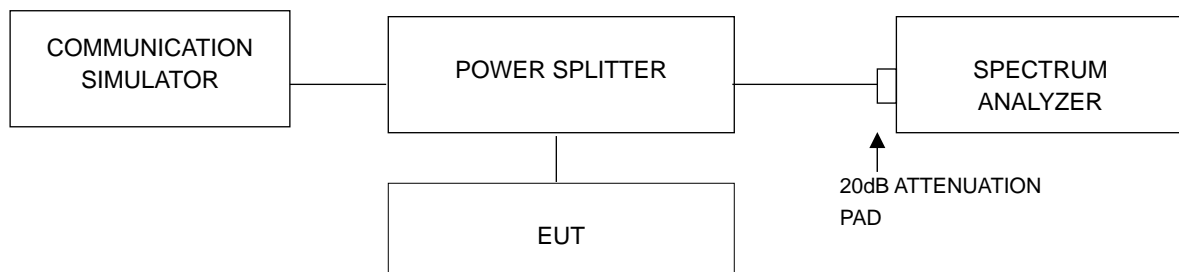 COMMUNICATION
SIMULATOR
POWER SPLITTER
SPECTRUM
ANALYZER
20dB ATTENUATION
PAD
EUT